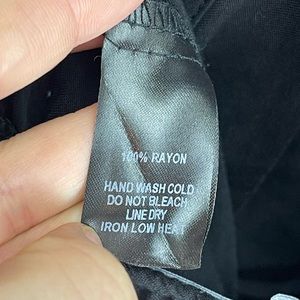 100% RAYON
HAND WASH COLD
DO NOT BLEACH
LINE DRY
IRON LOW HEAT